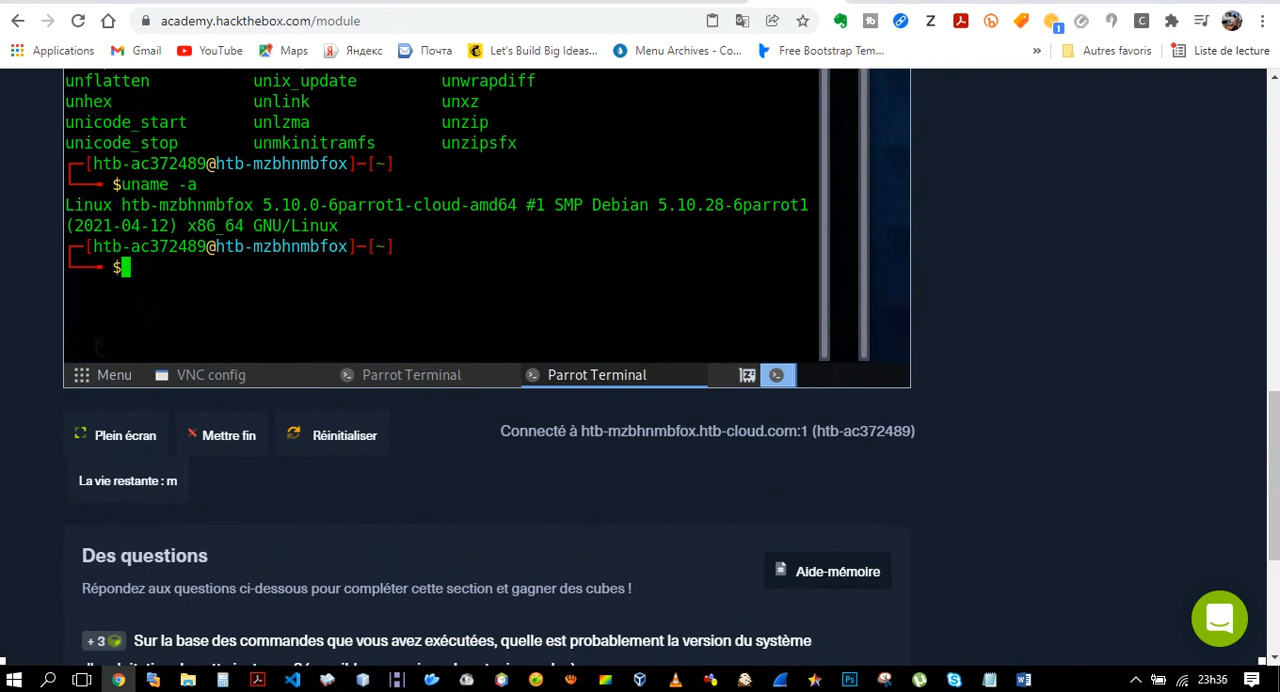 academy.hackthebox.com/module
Applications
Gmail
YouTube
Maps
Яндекс
Почта
Let's Build Big Ideas...
Menu Archives - Co...
Free Bootstrap Tem...
»
Autres favoris
Liste de lecture
unflatten unix_update unwrapdiff
unhex unlink unxz
unicode_start unlzma unzip
unicode_stop unmkinitramfs unzipsfx
[htb-ac372489@htb-mzbhnmbfox]-[~]
$uname -a
Linux htb-mzbhnmbfox 5.10.0-6parrot1-cloud-amd64 #1 SMP Debian 5.10.28-6parrot1
(2021-04-12) x86_64 GNU/Linux
[htb-ac372489@htb-mzbhnmbfox]-[~]
$
Menu
VNC config
Parrot Terminal
Parrot Terminal
Plein écran
Mettre fin
Réinitialiser
Connecté à htb-mzbhnmbfox.htb-cloud.com:1 (htb-ac372489)
La vie restante : m
Des questions
Aide-mémoire
Répondez aux questions ci-dessous pour compléter cette section et gagner des cubes !
+ 3 Sur la base des commandes que vous avez exécutées, quelle est probablement la version du système
23h36